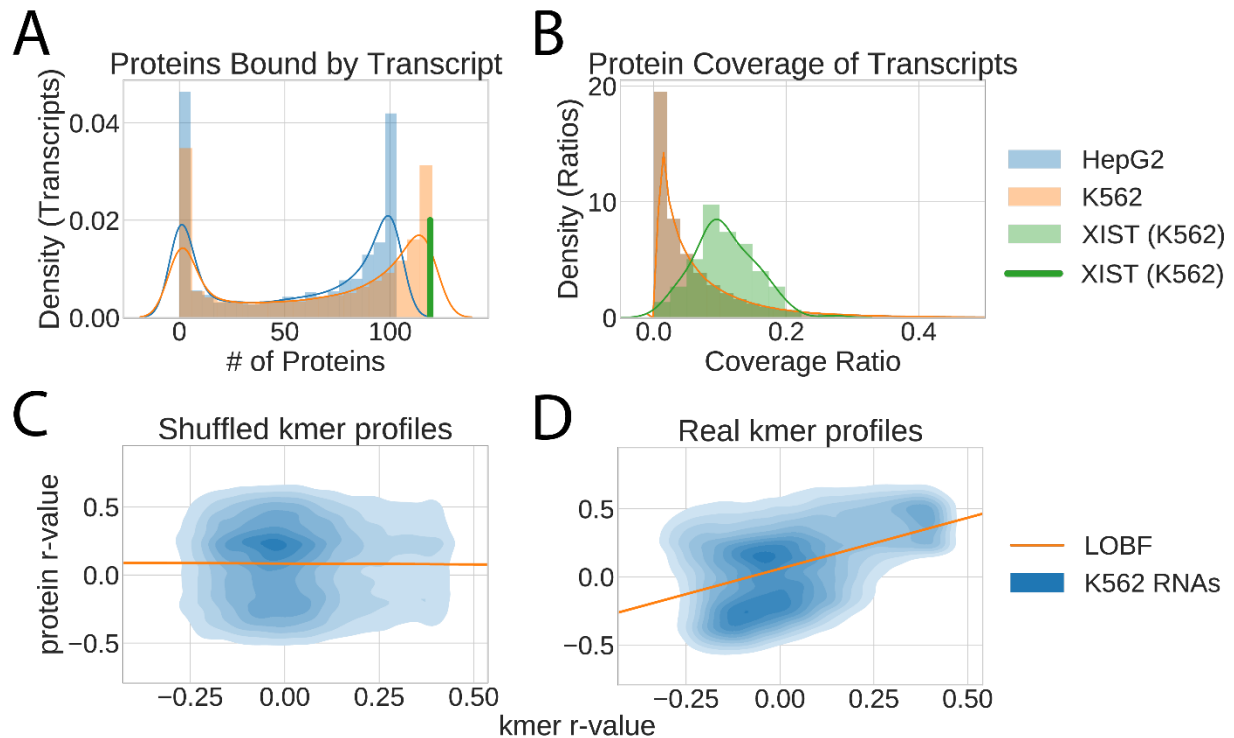 A
B
Proteins Bound by Transcript
Protein Coverage of Transcripts
Density (Transcripts)
0.04
0.02
0.00
0
50
100
# of Proteins
Density (Ratios)
20
10
0
0.0
0.2
0.4
Coverage Ratio
HepG2
K562
XIST (K562)
XIST (K562)
C
D
Shuffled kmer profiles
Real kmer profiles
protein r-value
0.5
0.0
−0.5
−0.25
0.00
0.25
0.50
0.5
0.0
−0.5
−0.25
0.00
0.25
0.50
kmer r-value
LOBF
K562 RNAs